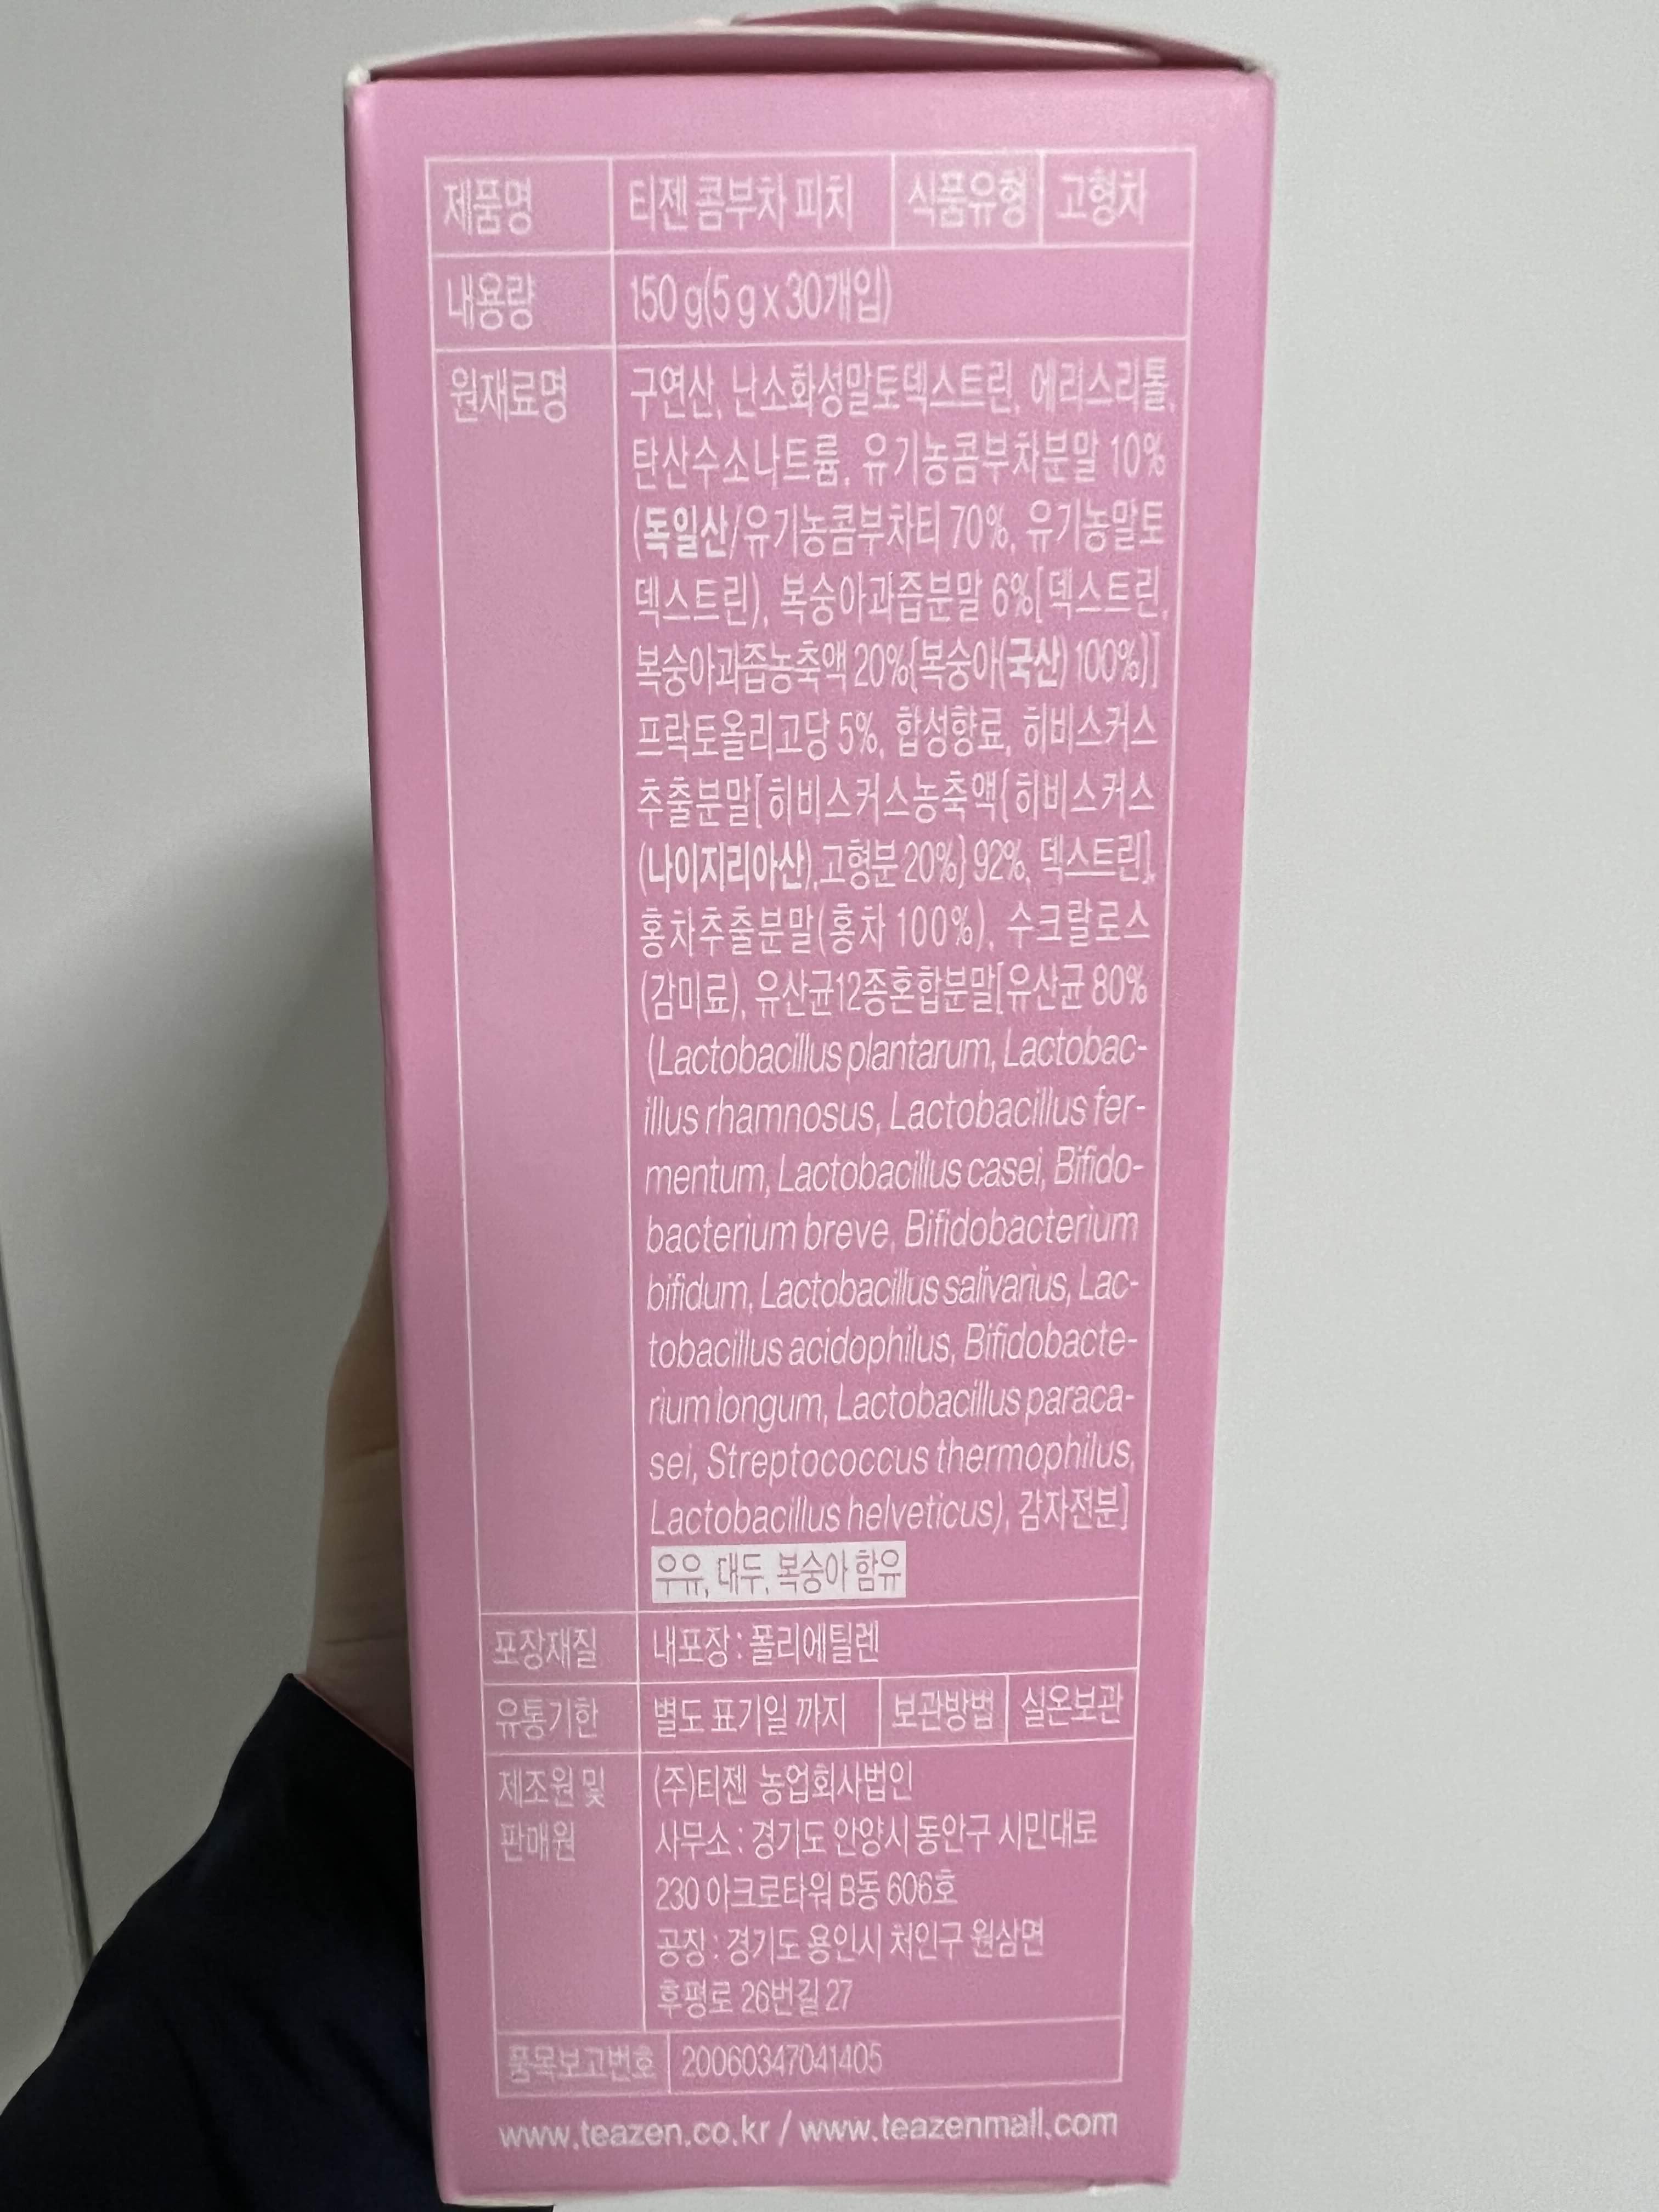 제품명 티젠 콤부차 피치 식품유형 고형차
내용량 150 g(5 g x 30개입)
원재료명 구연산, 난소화성말토덱스트린, 에리스리톨,
탄산수소나트륨, 유기농콤부차분말 10%
(독일산/유기농콤부차티 70%, 유기농말토
덱스트린), 복숭아과즙분말 6%[덱스트린,
복숭아과즙농축액 20%{복숭아(국산) 100%}]
프락토올리고당 5%, 합성향료, 히비스커스
추출분말[히비스커스농축액{히비스커스
(나이지리아산),고형분 20%} 92%, 덱스트린],
홍차추출분말(홍차 100%), 수크랄로스
(감미료), 유산균12종혼합분말[유산균 80%
(Lactobacillus plantarum, Lactobac-
illus rhamnosus, Lactobacillus fer-
mentum, Lactobacillus casei, Bifido-
bacterium breve, Bifidobacterium
bifidum, Lactobacillus salivarius, Lac-
tobacillus acidophilus, Bifidobacte-
rium longum, Lactobacillus paraca-
sei, Streptococcus thermophilus,
Lactobacillus helveticus), 감자전분]
우유, 대두, 복숭아 함유
포장재질 내포장 : 폴리에틸렌
유통기한 별도 표기일 까지 보관방법 실온보관
제조원 및 (주)티젠 농업회사법인
판매원 사무소 : 경기도 안양시 동안구 시민대로
230 아크로타워 B동 606호
공장 : 경기도 용인시 처인구 원삼면
후평로 26번길 27
품목보고번호 20060347041405
www.teazen.co.kr / www.teazenmall.com